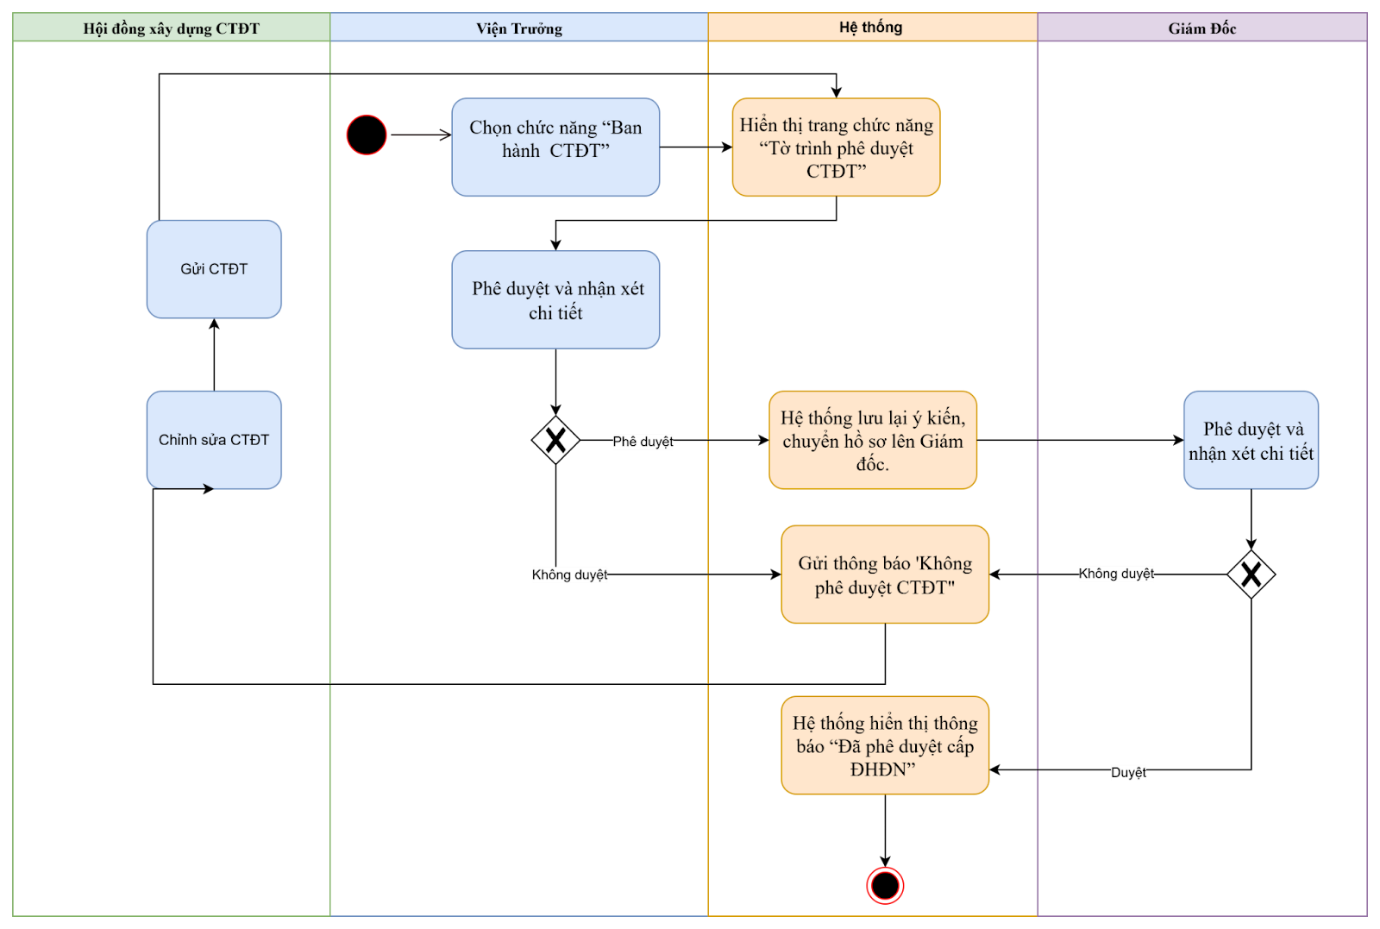 Hội đồng xây dựng CTĐT
Viện Trưởng
Hệ thống
Giám Đốc
Chọn chức năng “Ban
hành CTĐT”
Hiển thị trang chức năng
“Tờ trình phê duyệt
CTĐT”
Gửi CTĐT
Phê duyệt và nhận xét
chi tiết
Chỉnh sửa CTĐT
Phê duyệt
Hệ thống lưu lại ý kiến,
chuyển hồ sơ lên Giám
đốc.
Phê duyệt và
nhận xét chi tiết
Không duyệt
Gửi thông báo 'Không
phê duyệt CTĐT"
Không duyệt
Hệ thống hiển thị thông
báo “Đã phê duyệt cấp
ĐHĐN”
Duyệt